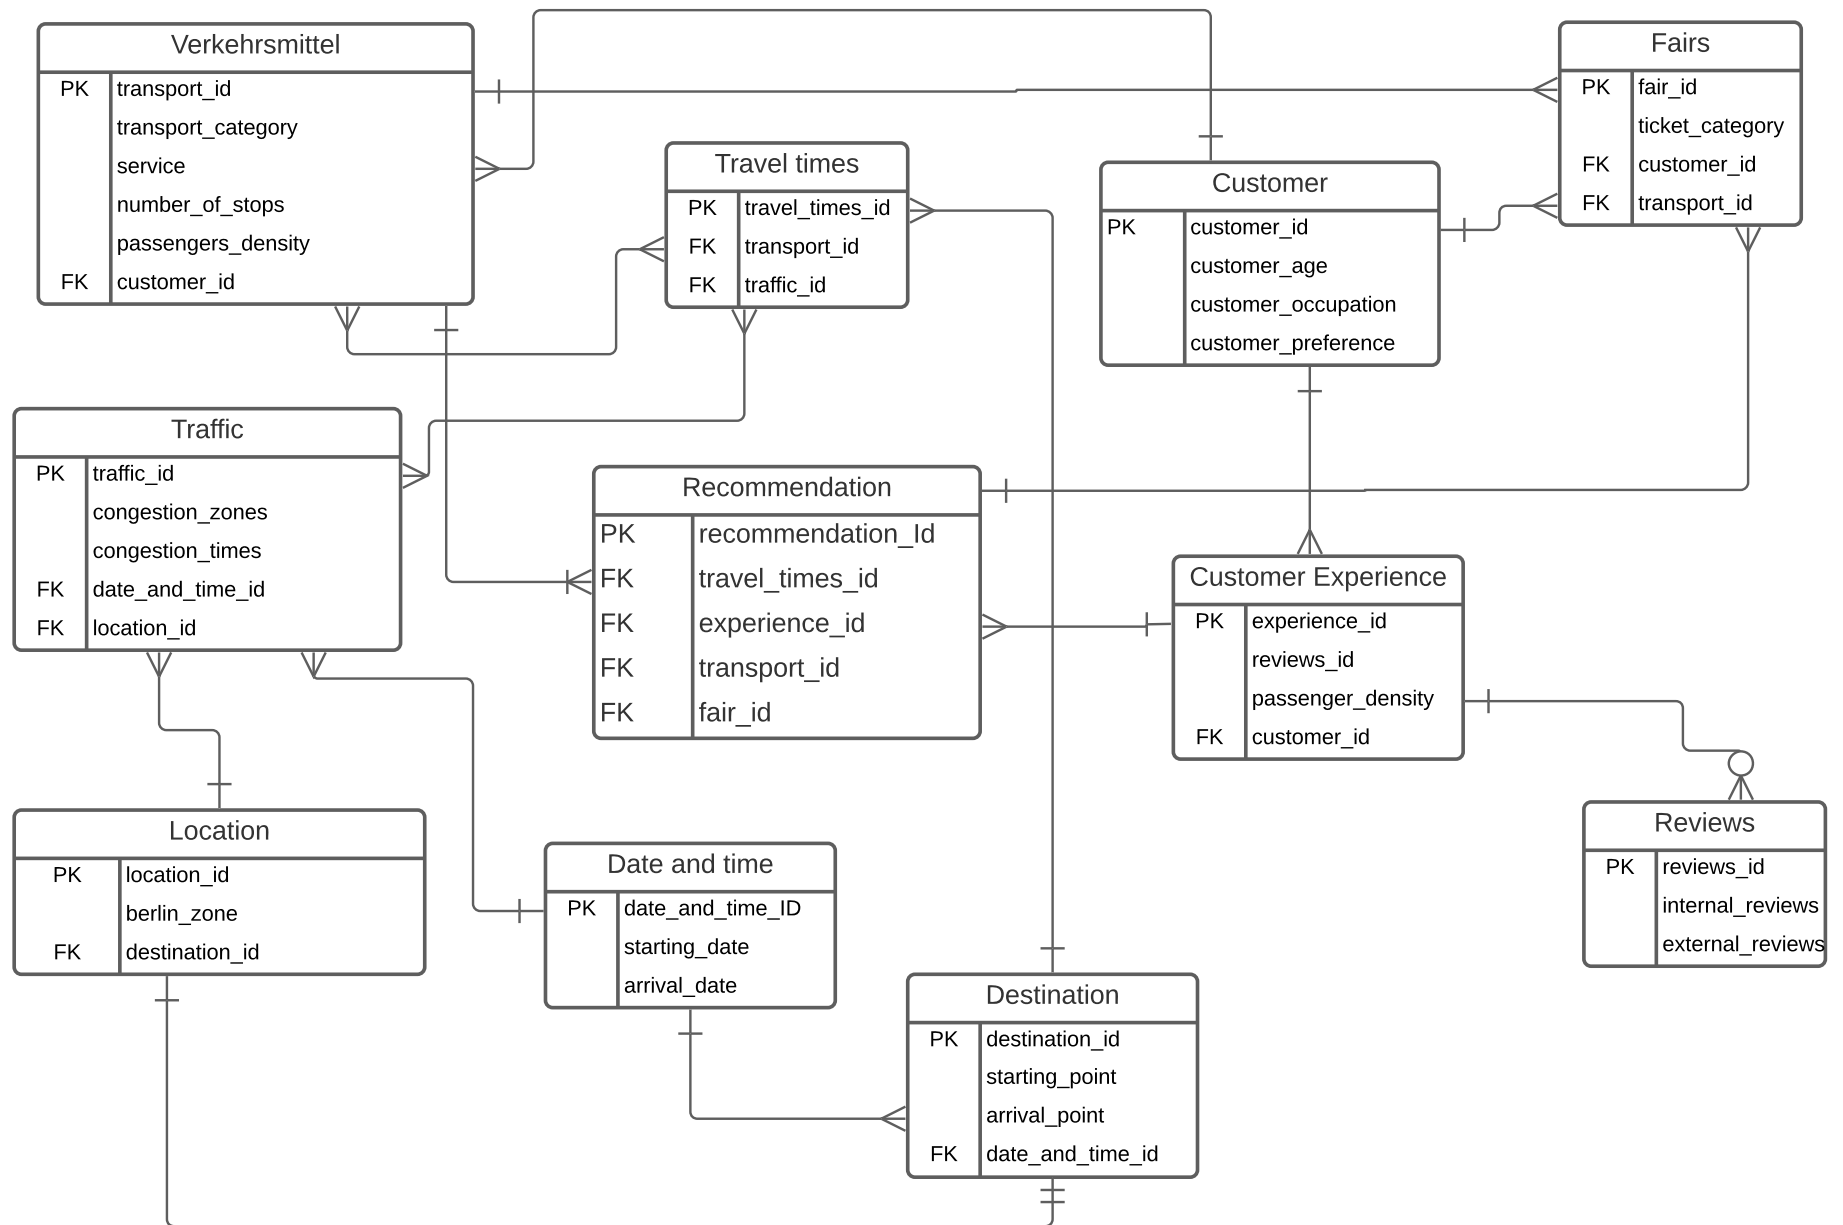 Verkehrsmittel
PK transport_id
transport_category
service
number_of_stops
passengers_density
FK customer_id
Travel times
PK travel_times_id
FK transport_id
FK traffic_id
Customer
PK customer_id
customer_age
customer_occupation
customer_preference
Fairs
PK fair_id
ticket_category
FK customer_id
FK transport_id
Traffic
PK traffic_id
congestion_zones
congestion_times
FK date_and_time_id
FK location_id
Recommendation
PK recommendation_Id
FK travel_times_id
FK experience_id
FK transport_id
FK fair_id
Customer Experience
PK experience_id
reviews_id
passenger_density
FK customer_id
Location
PK location_id
berlin_zone
FK destination_id
Date and time
PK date_and_time_ID
starting_date
arrival_date
Destination
PK destination_id
starting_point
arrival_point
FK date_and_time_id
Reviews
PK reviews_id
internal_reviews
external_reviews